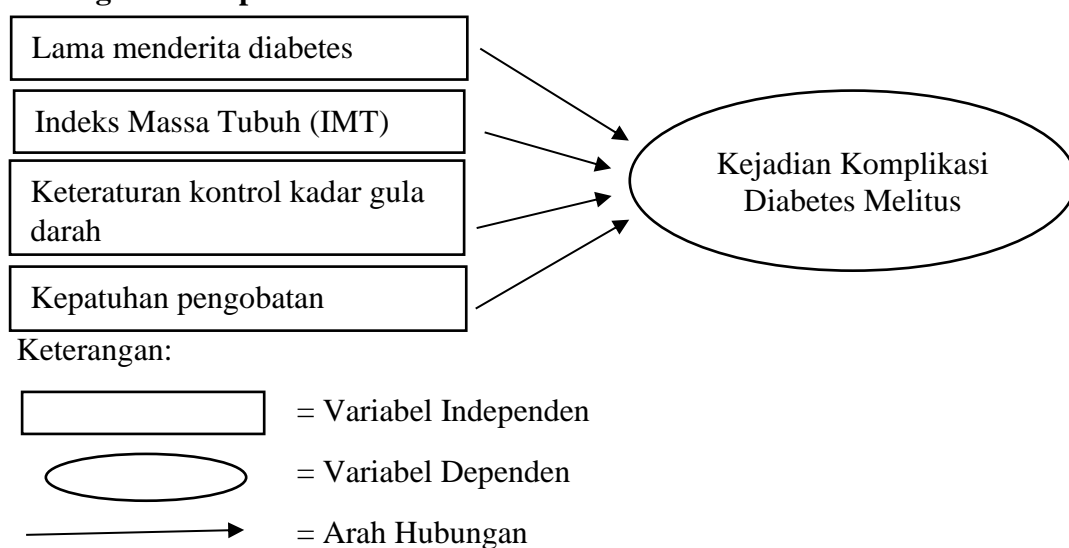 Lama menderita diabetes
Indeks Massa Tubuh (IMT)
Keteraturan kontrol kadar gula
darah
Kepatuhan pengobatan
Kejadian Komplikasi
Diabetes Melitus
Keterangan:
= Variabel Independen
= Variabel Dependen
= Arah Hubungan